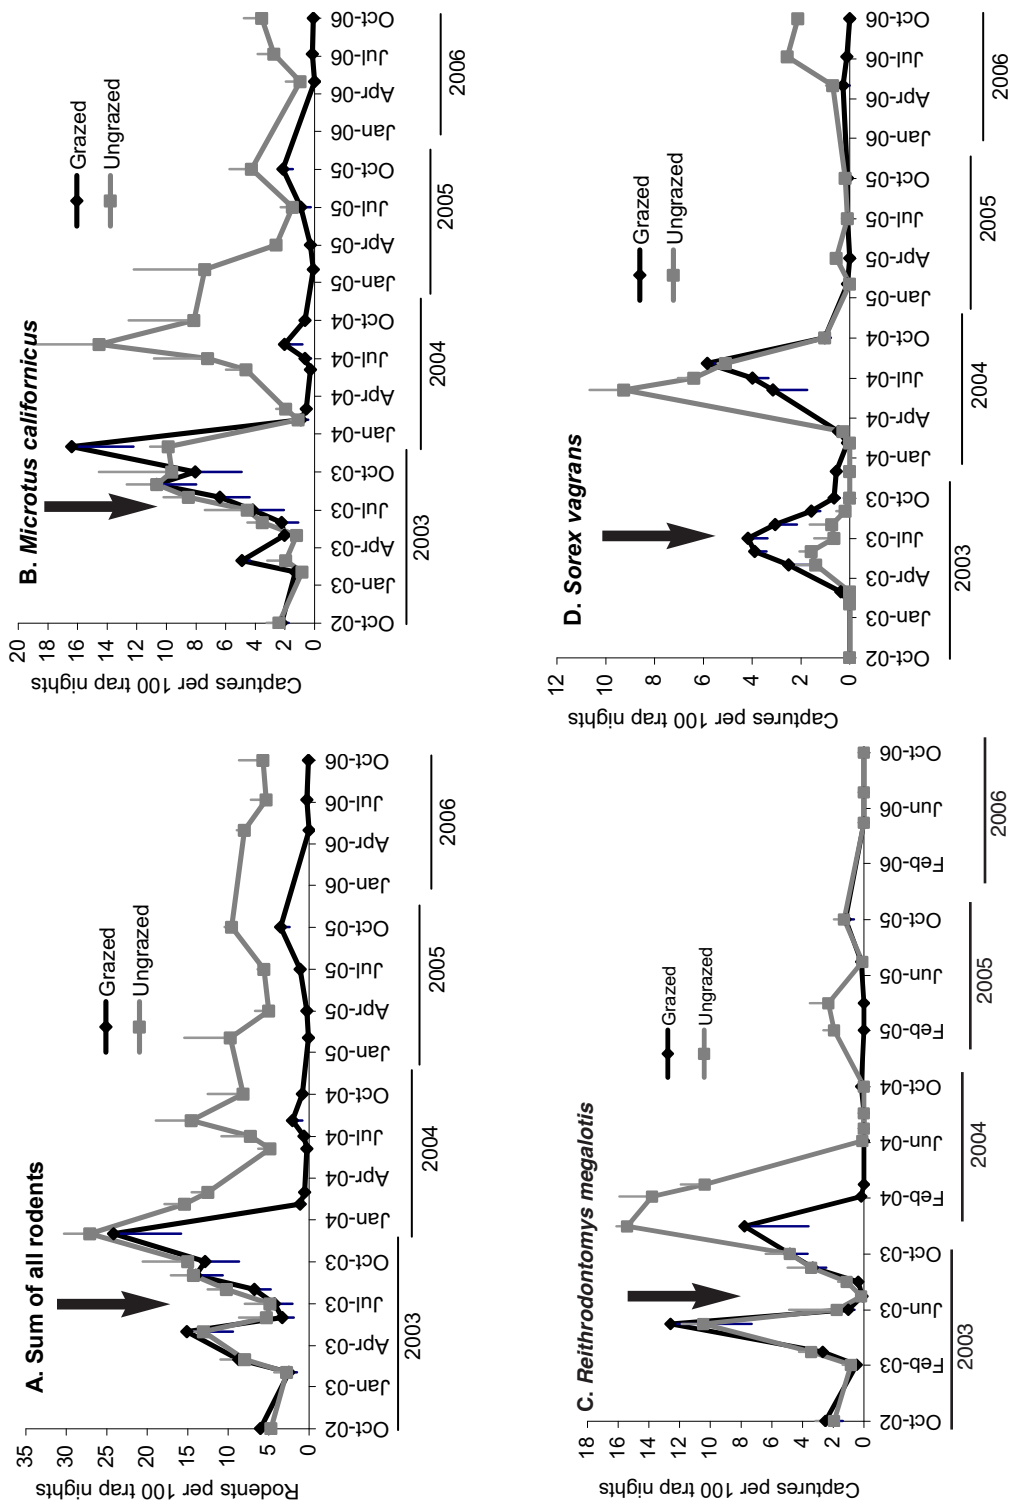 A. Sum of all rodents
Rodents per 100 trap nights
35
30
25
20
15
10
5
0
Grazed
Ungrazed
Oct-02
Jan-03
Apr-03
Jul-03
Oct-03
Jan-04
Apr-04
Jul-04
Oct-04
Jan-05
Apr-05
Jul-05
Oct-05
Jan-06
Apr-06
Jul-06
Oct-06
2003
2004
2005
2006
B. Microtus californicus
Captures per 100 trap nights
20
18
16
14
12
10
8
6
4
2
0
Grazed
Ungrazed
Oct-02
Jan-03
Apr-03
Jul-03
Oct-03
Jan-04
Apr-04
Jul-04
Oct-04
Jan-05
Apr-05
Jul-05
Oct-05
Jan-06
Apr-06
Jul-06
Oct-06
2003
2004
2005
2006
C. Reithrodontomys megalotis
Captures per 100 trap nights
18
16
14
12
10
8
6
4
2
0
Grazed
Ungrazed
Oct-02
Feb-03
Jun-03
Oct-03
Feb-04
Jun-04
Oct-04
Feb-05
Jun-05
Oct-05
Feb-06
Jun-06
Oct-06
2003
2004
2005
2006
D. Sorex vagrans
Captures per 100 trap nights
12
10
8
6
4
2
0
Grazed
Ungrazed
Oct-02
Jan-03
Apr-03
Jul-03
Oct-03
Jan-04
Apr-04
Jul-04
Oct-04
Jan-05
Apr-05
Jul-05
Oct-05
Jan-06
Apr-06
Jul-06
Oct-06
2003
2004
2005
2006